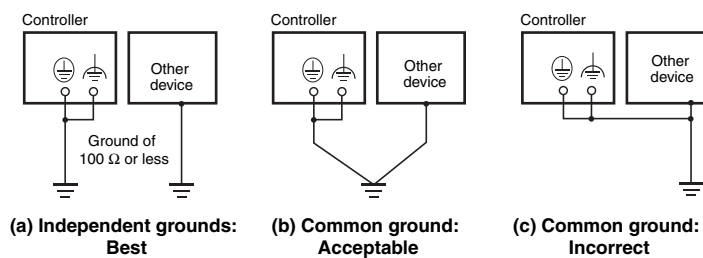 Controller
Other
device
Ground of
100 Ω or less
(a) Independent grounds:
Best
Controller
Other
device
(b) Common ground:
Acceptable
Controller
Other
device
(c) Common ground:
Incorrect